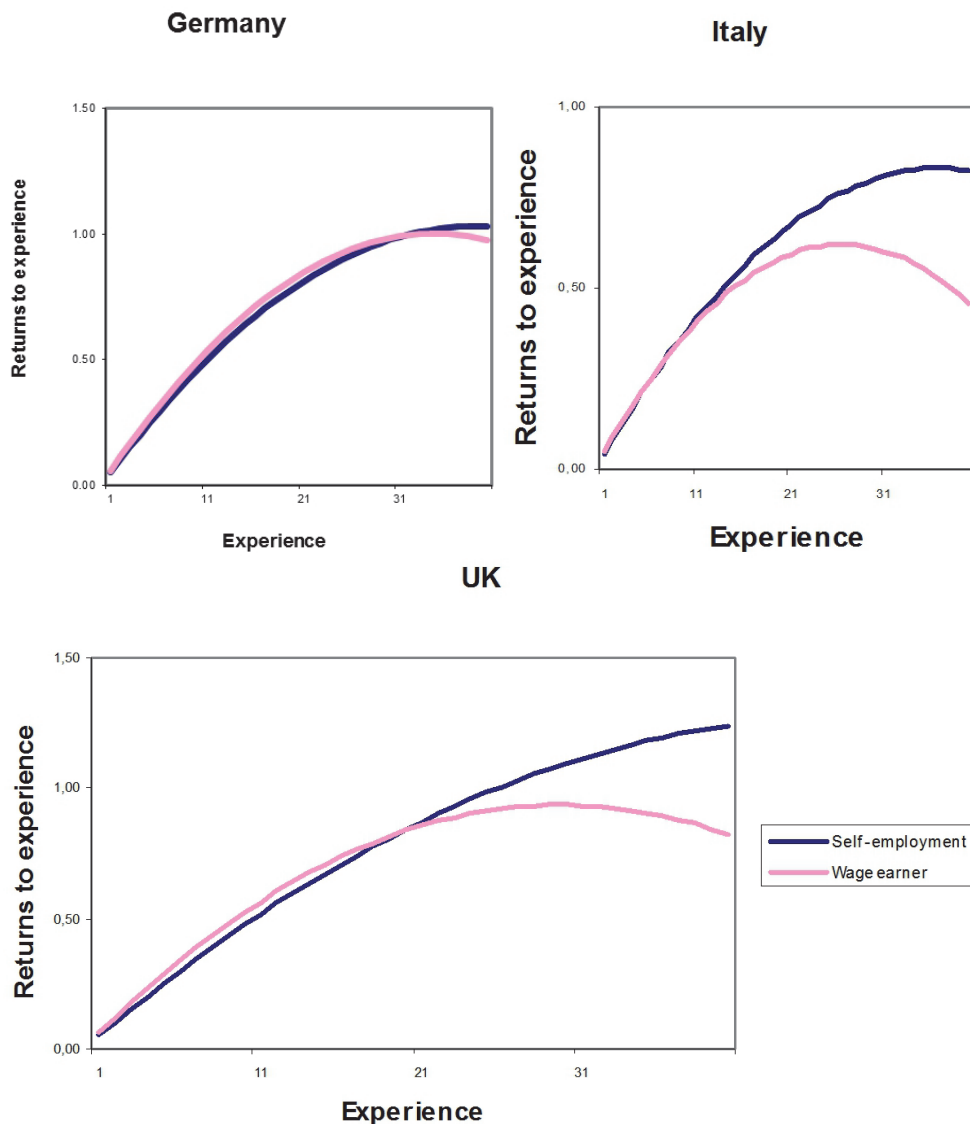 Germany
Italy
1.50
1.00
0.50
0.00
1 11 21 31
Returns to experience
Experience
1,00
0,50
0,00
1 11 21 31
Returns to experience
Experience
UK
1,50
1,00
0,50
0,00
1 11 21 31
Returns to experience
Experience
Self-employment
Wage earner